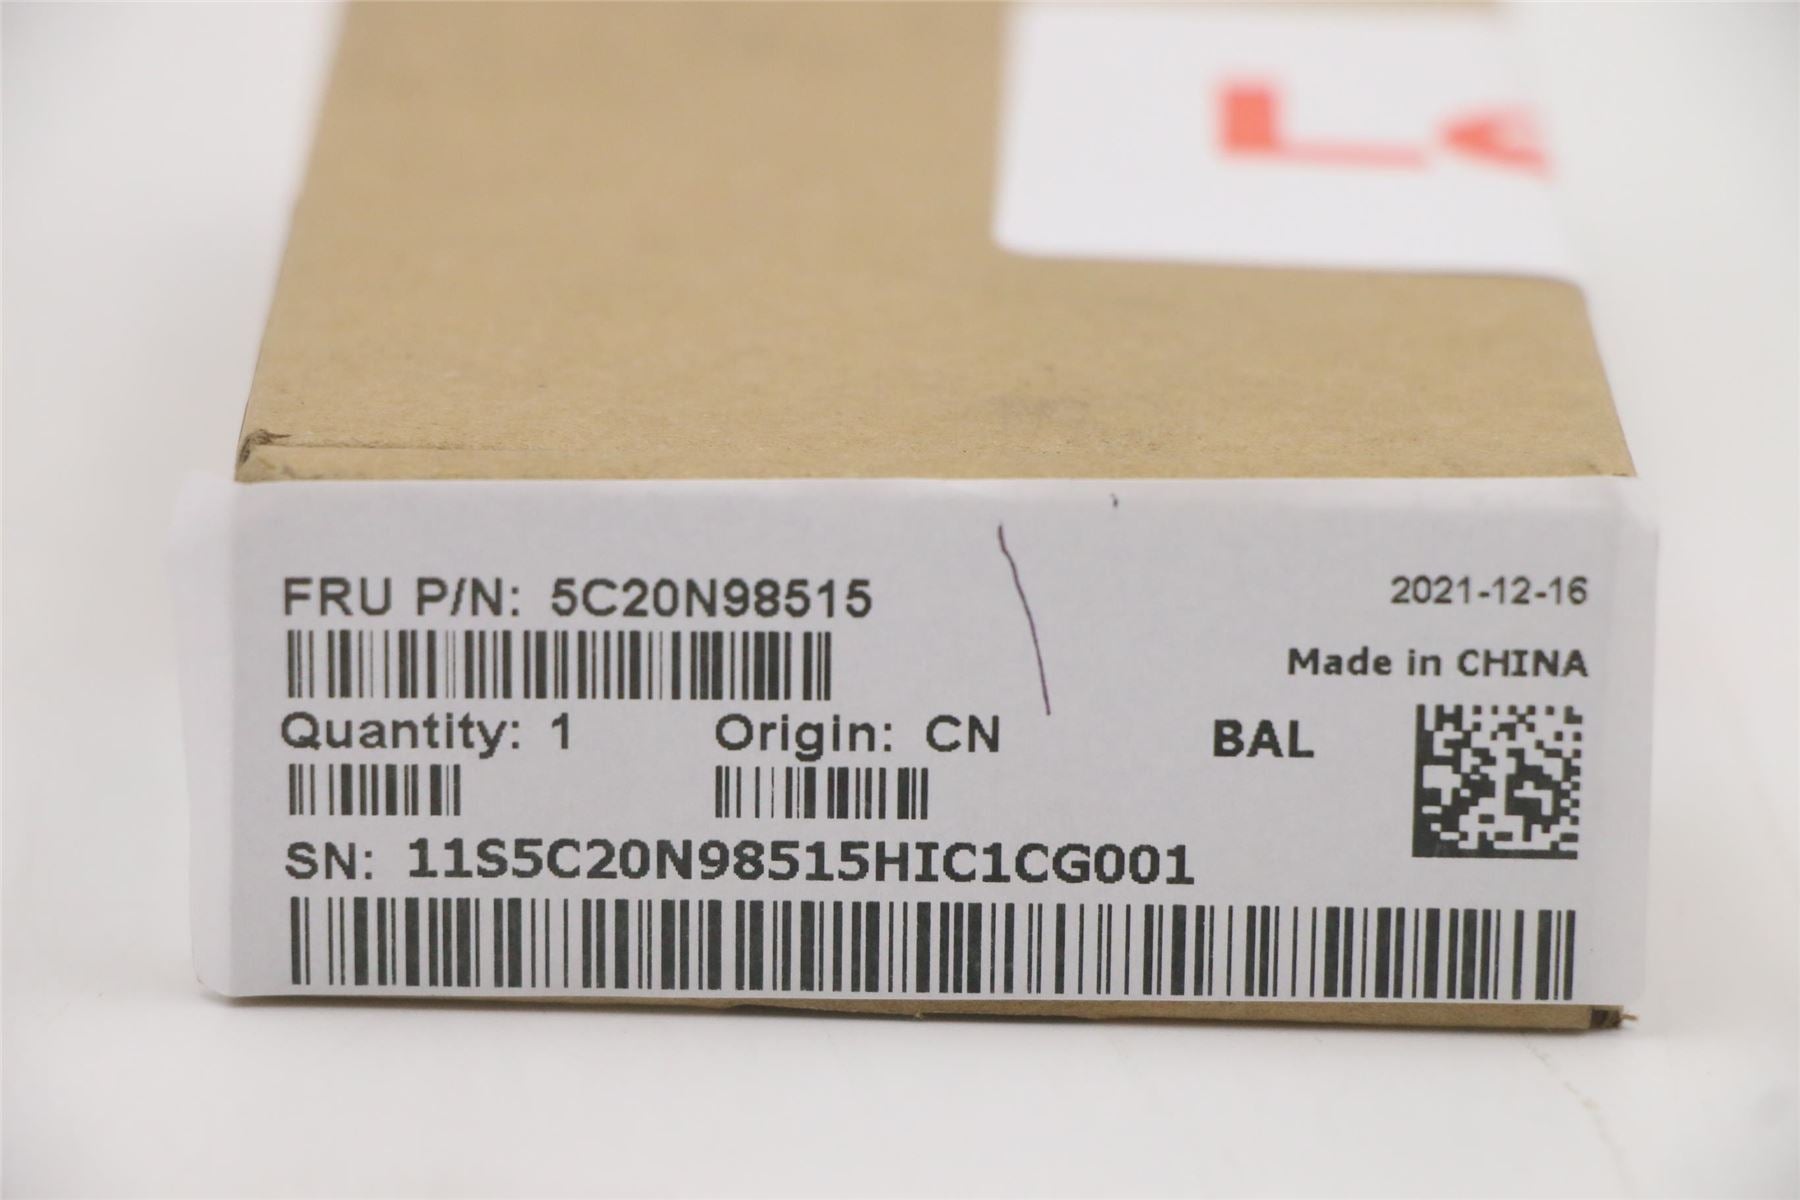 FRU P/N: 5C20N98515
2021-12-16
Made in CHINA
Quantity: 1
Origin: CN
BAL
SN: 11S5C20N98515HIC1CG001